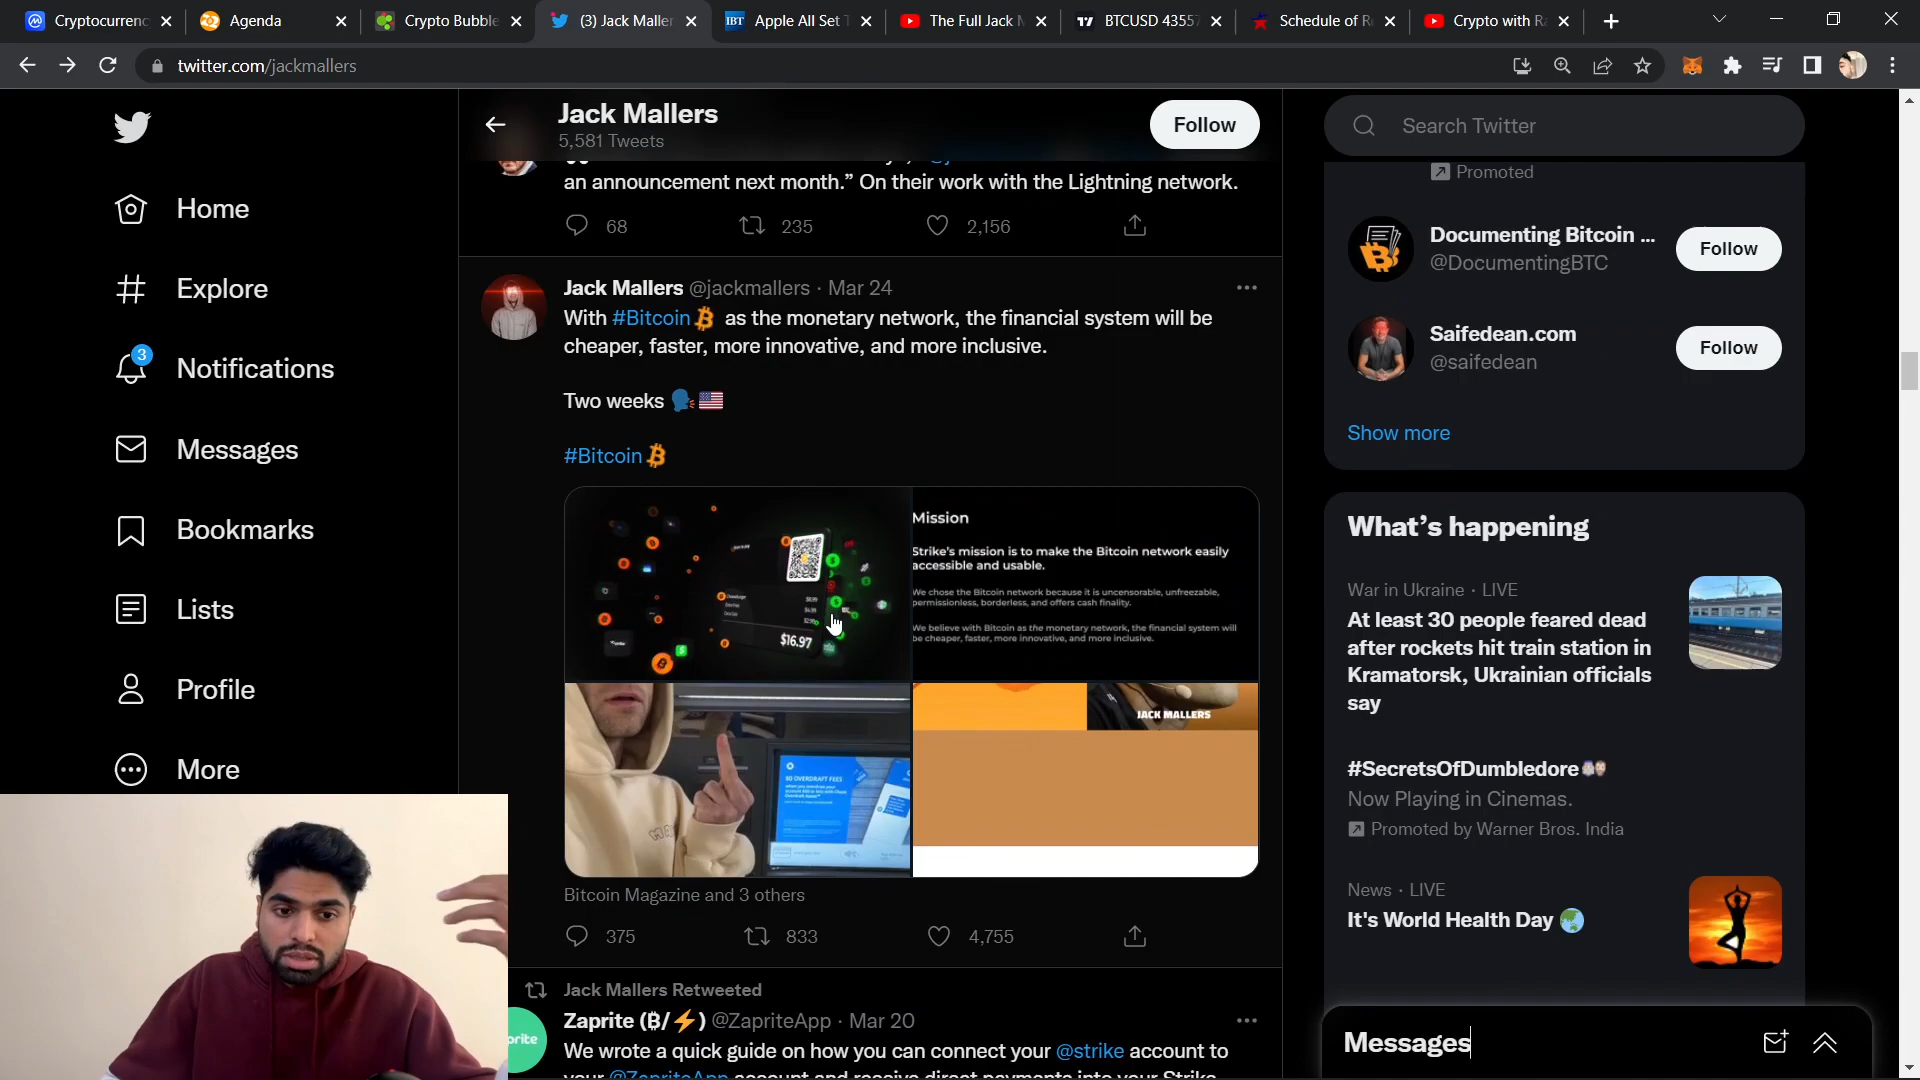 Cryptocurrenc
Agenda
Crypto Bubble
(3) Jack Maller
IBT Apple All Set T
The Full Jack M
BTCUSD 43557
Schedule of R
Crypto with Ra
twitter.com/jackmallers
Jack Mallers
5,581 Tweets
Follow
Search Twitter
Home
Explore
3
Notifications
Messages
Bookmarks
Lists
Profile
More
an announcement next month.” On their work with the Lightning network.
68 235 2,156
Jack Mallers @jackmallers · Mar 24
With #Bitcoin as the monetary network, the financial system will be
cheaper, faster, more innovative, and more inclusive.
Two weeks
#Bitcoin
$16.97
Mission
Strike's mission is to make the Bitcoin network easily
accessible and usable.
We chose the Bitcoin network because it is uncensorable, unfreezable,
permissionless, borderless, and offers cash finality.
We believe with Bitcoin as the monetary network, the financial system will
be cheaper, faster, more innovative, and more inclusive.
$0 OVERDRAFT FEES
JACK MALLERS
Bitcoin Magazine and 3 others
375 833 4,755
Jack Mallers Retweeted
Zaprite (₿/⚡) @ZapriteApp · Mar 20
We wrote a quick guide on how you can connect your @strike account to
your @ZapriteApp account and receive direct payments into your Strike
Promoted
Documenting Bitcoin ...
@DocumentingBTC
Follow
Saifedean.com
@saifedean
Follow
Show more
What’s happening
War in Ukraine · LIVE
At least 30 people feared dead
after rockets hit train station in
Kramatorsk, Ukrainian officials
say
#SecretsOfDumbledore
Now Playing in Cinemas.
Promoted by Warner Bros. India
News · LIVE
It's World Health Day
Messages